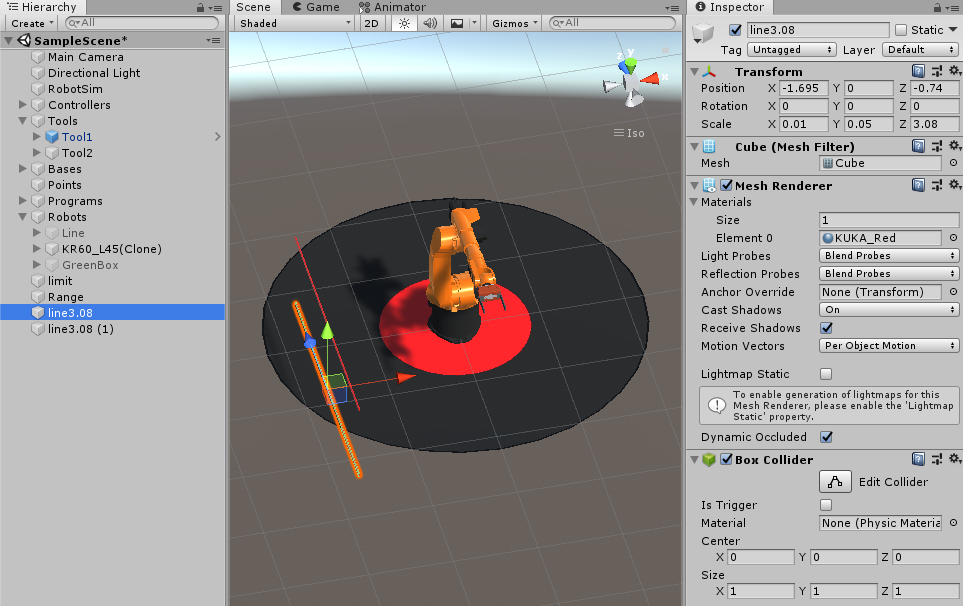 Hierarchy
Create
All
SampleScene*
Main Camera
Directional Light
RobotSim
Controllers
Tools
Tool1
Tool2
Bases
Points
Programs
Robots
Line
KR60_L45(Clone)
GreenBox
limit
Range
line3.08
line3.08 (1)
Scene
Game
Animator
Shaded
2D
Gizmos
All
y
z
x
Iso
Inspector
line3.08
Static
Tag Untagged Layer Default
Transform
Position X -1.695 Y 0 Z -0.74
Rotation X 0 Y 0 Z 0
Scale X 0.01 Y 0.05 Z 3.08
Cube (Mesh Filter)
Mesh Cube
Mesh Renderer
Materials
Size 1
Element 0 KUKA_Red
Light Probes Blend Probes
Reflection Probes Blend Probes
Anchor Override None (Transform)
Cast Shadows On
Receive Shadows
Motion Vectors Per Object Motion
Lightmap Static
To enable generation of lightmaps for this
Mesh Renderer, please enable the 'Lightmap
Static' property.
Dynamic Occluded
Box Collider
Edit Collider
Is Trigger
Material None (Physic Materia
Center
X 0 Y 0 Z 0
Size
X 1 Y 1 Z 1